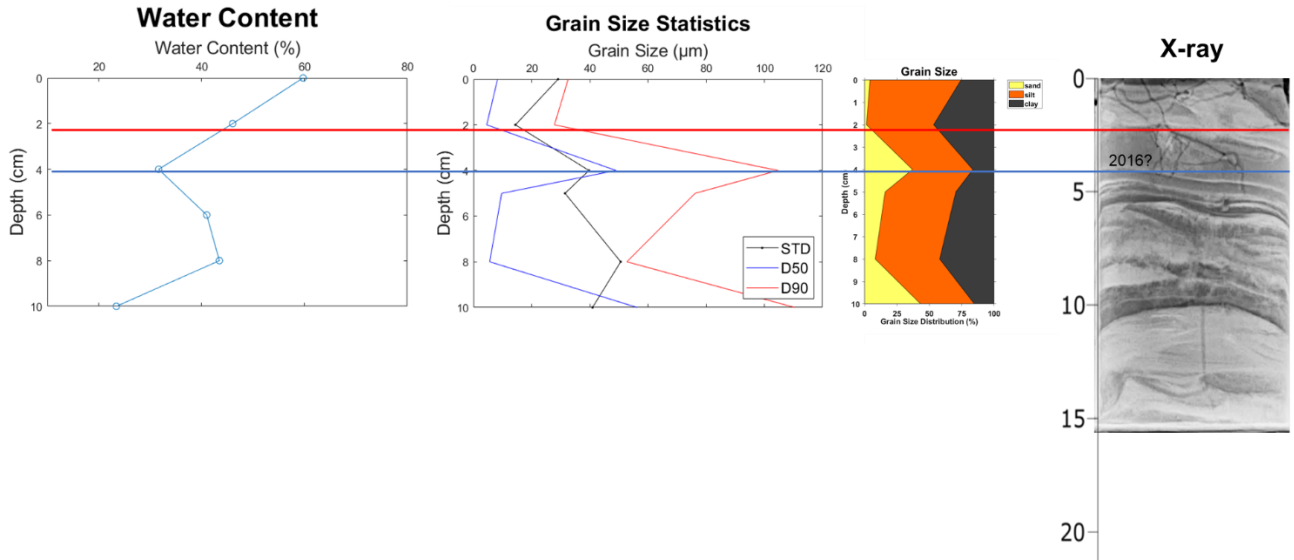 Water Content
Water Content (%)
20 40 60 80
Depth (cm)
0
2
4
6
8
10
Grain Size Statistics
Grain Size (µm)
0 20 40 60 80 100 120
Depth (cm)
0
2
4
6
8
10
STD
D50
D90
Grain Size
sand
silt
clay
Depth (cm)
0
1
2
3
4
5
6
7
8
9
10
0 25 50 75 100
Grain Size Distribution (%)
X-ray
0
2016?
5
10
15
20